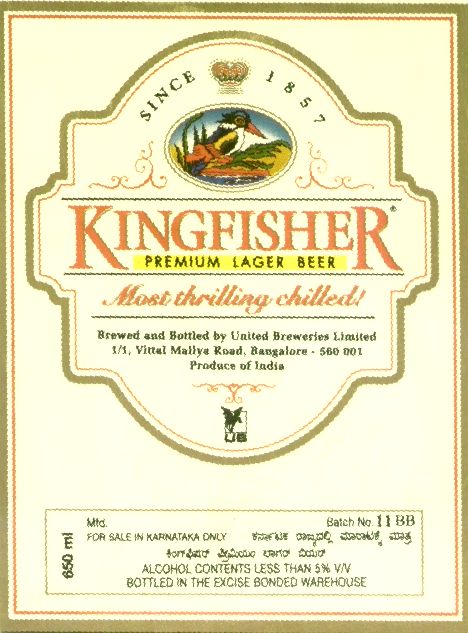 SINCE 1857
KINGFISHER®
PREMIUM LAGER BEER
Most thrilling chilled!
Brewed and Bottled by United Breweries Limited
1/1, Vittal Mallya Road, Bangalore - 560 001
Produce of India
UB
650 ml
Mfd. Batch No. 11 BB
FOR SALE IN KARNATAKA ONLY ಕರ್ನಾಟಕ ರಾಜ್ಯದಲ್ಲಿ ಮಾರಾಟಕ್ಕೆ ಮಾತ್ರ
ಕಿಂಗ್‌ಫಿಷರ್ ಪ್ರೀಮಿಯಂ ಲಾಗರ್ ಬಿಯರ್
ALCOHOL CONTENTS LESS THAN 5% V/V
BOTTLED IN THE EXCISE BONDED WAREHOUSE